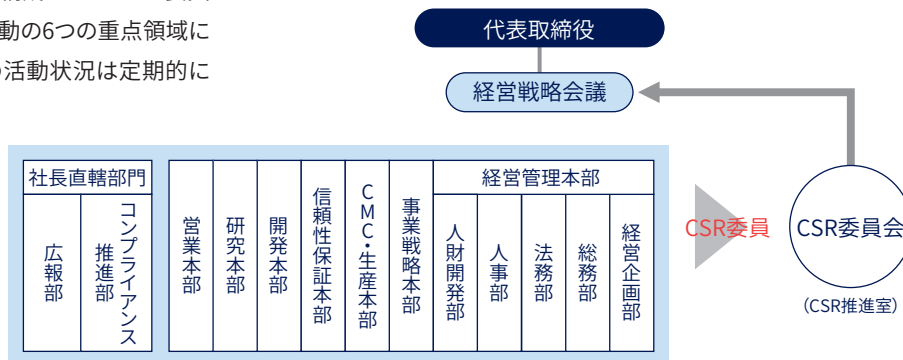 動の6つの重点領域に
活動状況は定期的に
代表取締役
経営戦略会議
社長直轄部門
広報部
コンプライアンス
推進部
営業本部
研究本部
開発本部
信頼性保証本部
CMC・生産本部
事業戦略本部
経営管理本部
人財開発部
人事部
法務部
総務部
経営企画部
CSR委員
CSR委員会
(CSR推進室)